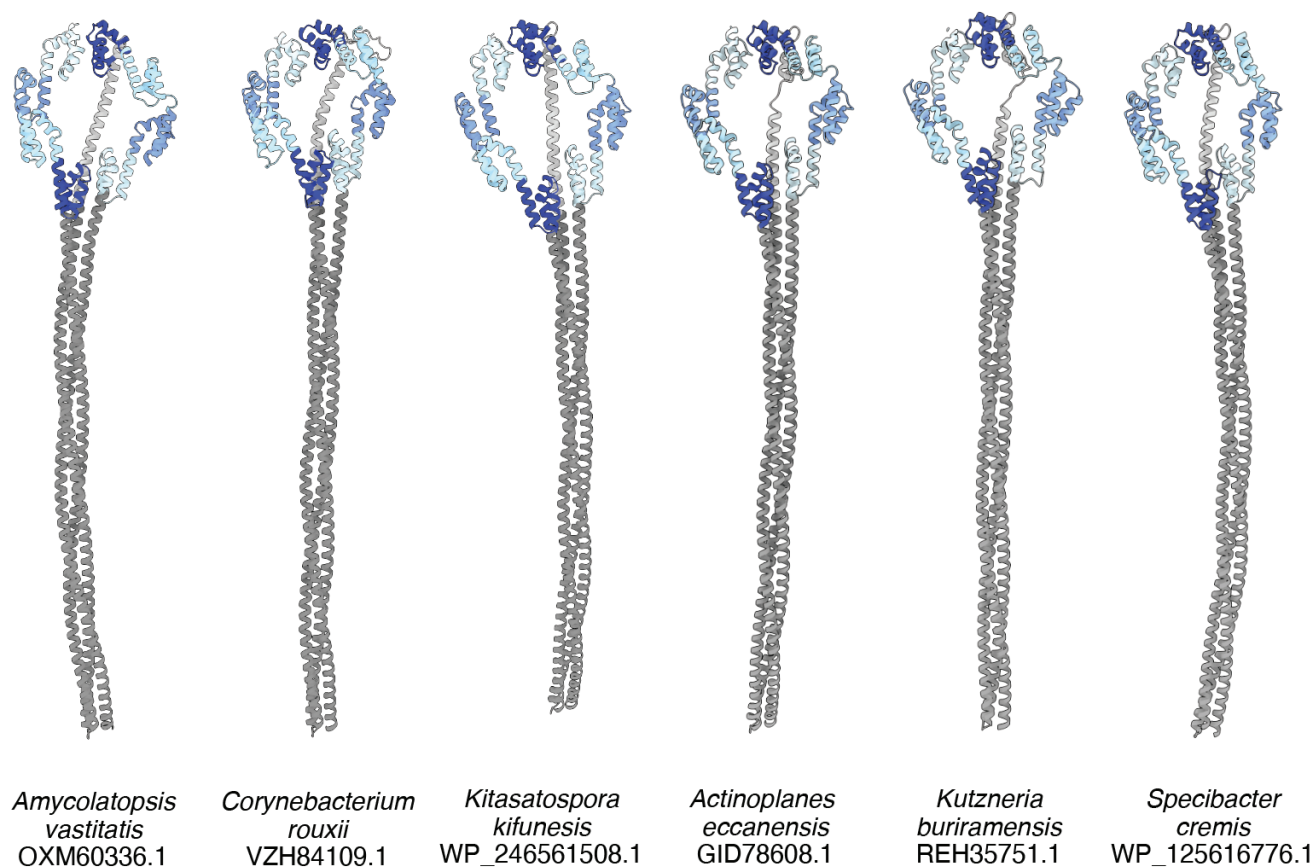 Amycolatopsis
vastitatis
OXM60336.1
Corynebacterium
rouxii
VZH84109.1
Kitasatospora
kifunesis
WP_246561508.1
Actinoplanes
eccanensis
GID78608.1
Kutzneria
buriramensis
REH35751.1
Specibacter
cremis
WP_125616776.1